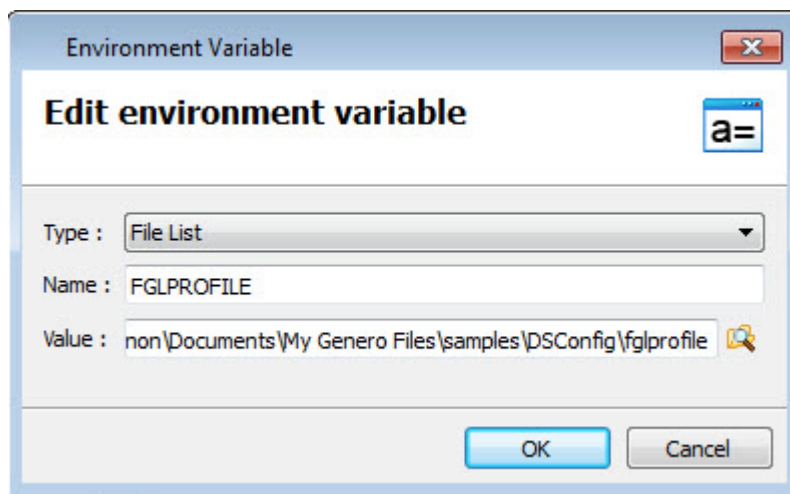 Environment Variable
Edit environment variable
a=
Type : File List
Name : FGLPROFILE
Value : non\Documents\My Genero Files\samples\DSConfig\fglprofile
OK Cancel